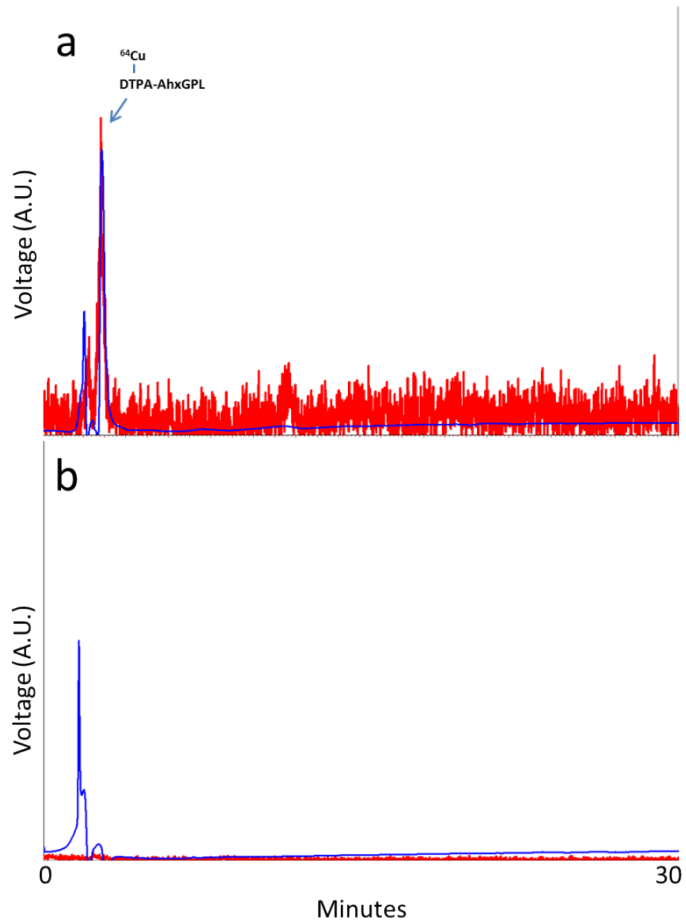 a
⁶⁴Cu
DTPA-AhxGPL
Voltage (A.U.)
b
Voltage (A.U.)
0
30
Minutes